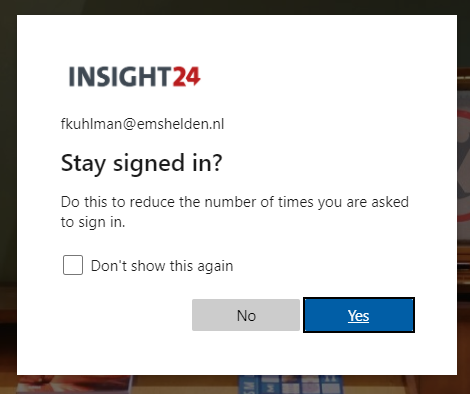 INSIGHT24
fkuhlman@emshelden.nl
Stay signed in?
Do this to reduce the number of times you are asked
to sign in.
Don't show this again
No
Yes